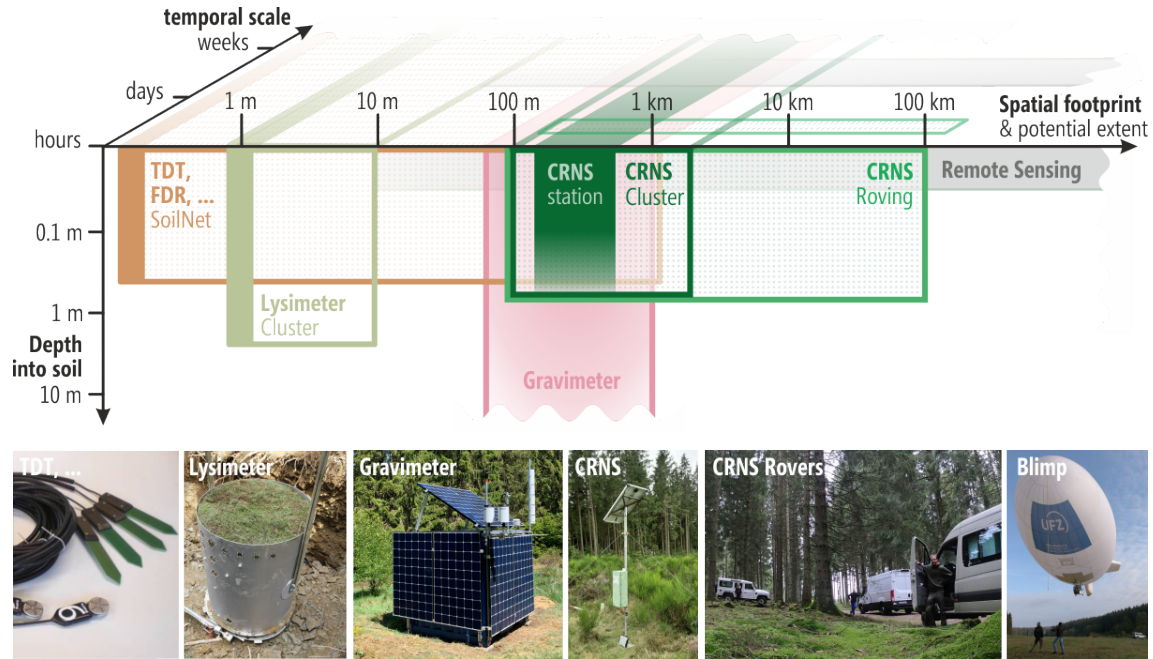 temporal scale
weeks
days
hours
1 m
10 m
100 m
1 km
10 km
100 km
Spatial footprint
& potential extent
TDT,
FDR, ...
SoilNet
CRNS
station
CRNS
Cluster
CRNS
Roving
Remote Sensing
0.1 m
1 m
Lysimeter
Cluster
Depth
into soil
10 m
Gravimeter
TDT, ...
Lysimeter
Gravimeter
CRNS
CRNS Rovers
Blimp
UFZ